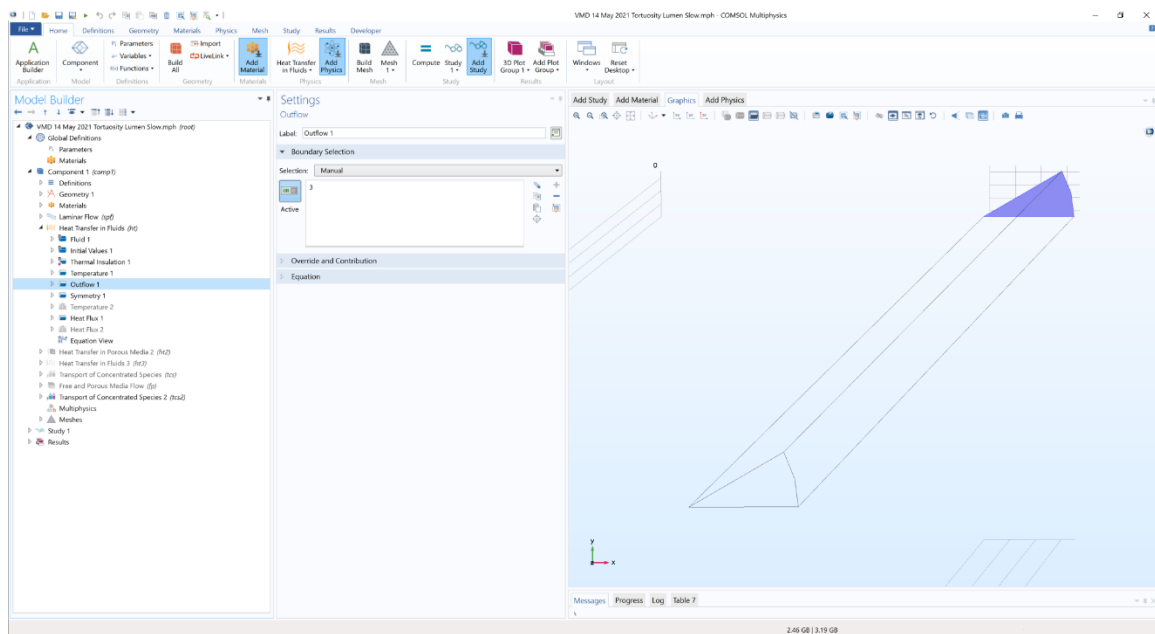 VMD 14 May 2021 Tortuosity Lumen Slow.mph - COMSOL Multiphysics
File Home Definitions Geometry Materials Physics Mesh Study Results Developer
Application Builder
Component
Pi Parameters
a= Variables
f(x) Functions
Build All
Import
LiveLink
Add Material
Heat Transfer in Fluids
Add Physics
Build Mesh
Mesh 1
Compute
Study 1
Add Study
3D Plot Group 1
Add Plot Group
Windows
Reset Desktop
Application Model Definitions Geometry Materials Physics Mesh Study Results Layout
Model Builder
VMD 14 May 2021 Tortuosity Lumen Slow.mph (root)
Global Definitions
Pi Parameters
Materials
Component 1 (comp1)
Definitions
Geometry 1
Materials
Laminar Flow (spf)
Heat Transfer in Fluids (ht)
Fluid 1
Initial Values 1
Thermal Insulation 1
Temperature 1
Outflow 1
Symmetry 1
Temperature 2
Heat Flux 1
Heat Flux 2
Equation View
Heat Transfer in Porous Media 2 (ht2)
Heat Transfer in Fluids 3 (ht3)
Transport of Concentrated Species (tcs)
Free and Porous Media Flow (fp)
Transport of Concentrated Species 2 (tcs2)
Multiphysics
Meshes
Study 1
Results
Settings
Outflow
Label: Outflow 1
Boundary Selection
Selection: Manual
3
Active
Override and Contribution
Equation
Add Study Add Material Graphics Add Physics
0
y
x
Messages Progress Log Table 7
2.46 GB | 3.19 GB